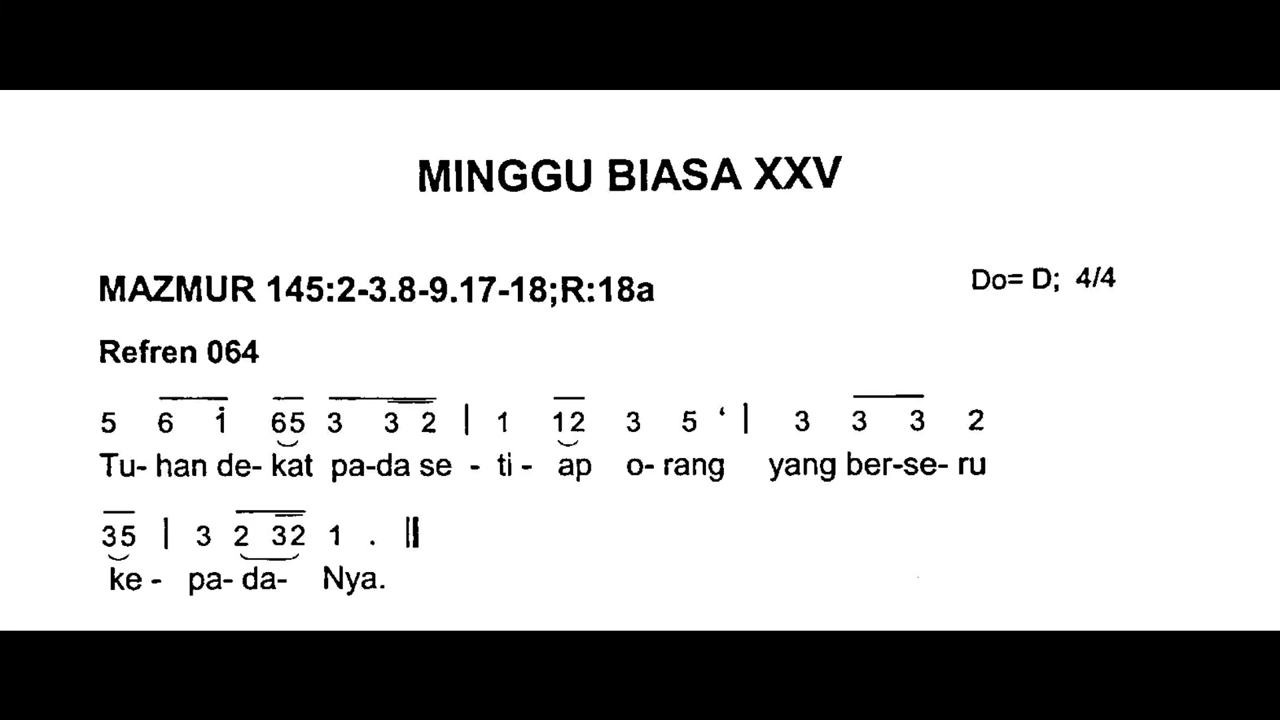 MINGGU BIASA XXV
MAZMUR 145:2-3.8-9.17-18;R:18a
Do= D; 4/4
Refren 064
5 6 1̇ 65 3 3 2 | 1 12 3 5 ‘ | 3 3 3 2
Tu- han de- kat pa-da se - ti - ap o- rang yang ber-se- ru
35 | 3 2 32 1 . ||
ke - pa- da- Nya.